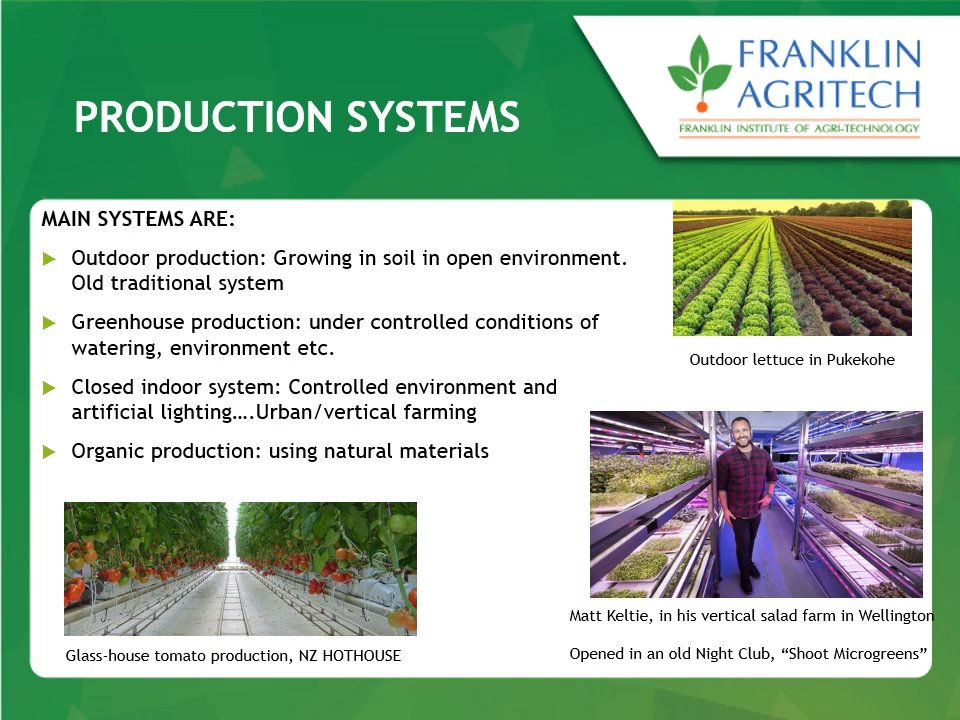 FRANKLIN
AGRITECH
FRANKLIN INSTITUTE OF AGRI-TECHNOLOGY
PRODUCTION SYSTEMS
MAIN SYSTEMS ARE:
Outdoor production: Growing in soil in open environment.
Old traditional system
Greenhouse production: under controlled conditions of
watering, environment etc.
Closed indoor system: Controlled environment and
artificial lighting….Urban/vertical farming
Organic production: using natural materials
Outdoor lettuce in Pukekohe
Matt Keltie, in his vertical salad farm in Wellington
Opened in an old Night Club, “Shoot Microgreens”
Glass-house tomato production, NZ HOTHOUSE